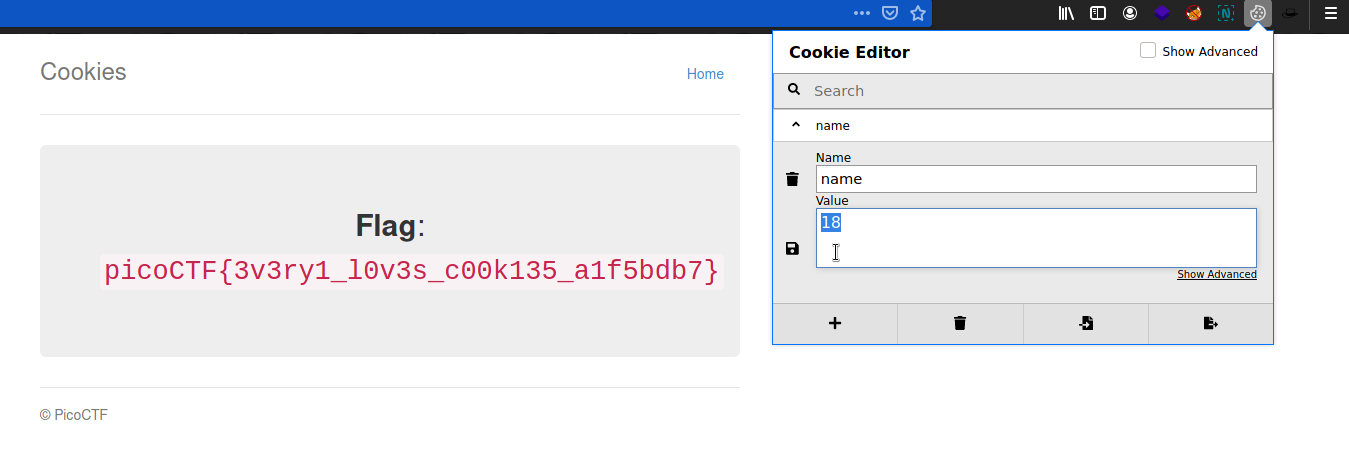 Cookies
Home
Flag:
picoCTF{3v3ry1_l0v3s_c00k135_a1f5bdb7}
© PicoCTF
Cookie Editor
Show Advanced
Search
name
Name
name
Value
18
Show Advanced